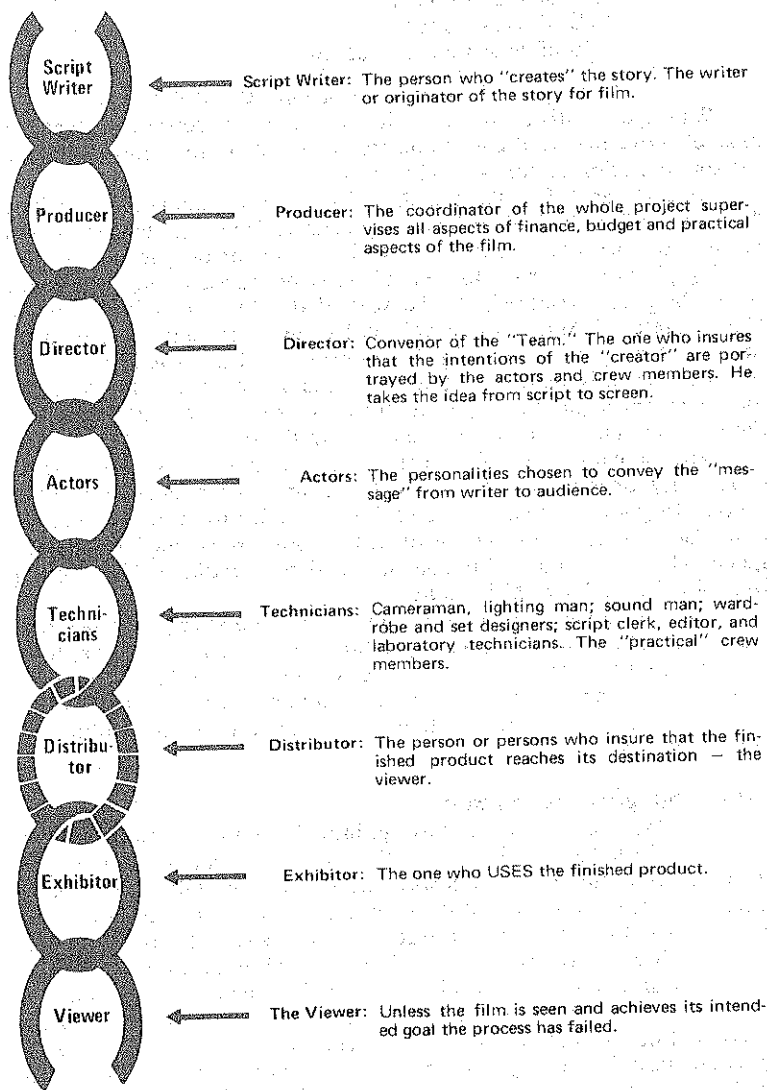 Script
Writer
Script Writer: The person who "creates" the story. The writer
or originator of the story for film.
Producer
Producer: The coordinator of the whole project super-
vises all aspects of finance, budget and practical
aspects of the film.
Director
Director: Convenor of the "Team." The one who insures
that the intentions of the "creator" are por-
trayed by the actors and crew members. He
takes the idea from script to screen.
Actors
Actors: The personalities chosen to convey the "mes-
sage" from writer to audience.
Techni-
cians
Technicians: Cameraman, lighting man; sound man; ward-
robe and set designers; script clerk, editor, and
laboratory technicians. The "practical" crew
members.
Distribu-
tor
Distributor: The person or persons who insure that the fin-
ished product reaches its destination — the
viewer.
Exhibitor
Exhibitor: The one who USES the finished product.
Viewer
The Viewer: Unless the film is seen and achieves its intend-
ed goal the process has failed.